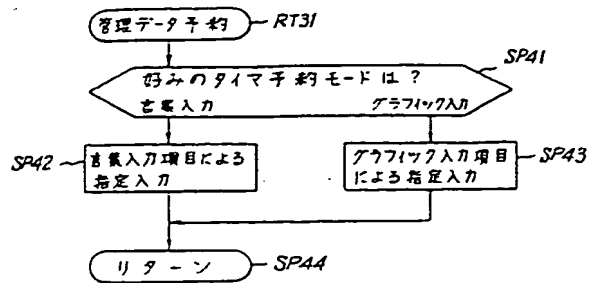 管理データ予約
RT31
SP41
好みのタイマ予約モードは?
言葉入力 グラフィック入力
SP42
言葉入力項目による
指定入力
グラフィック入力項目
による指定入力
SP43
リターン
SP44